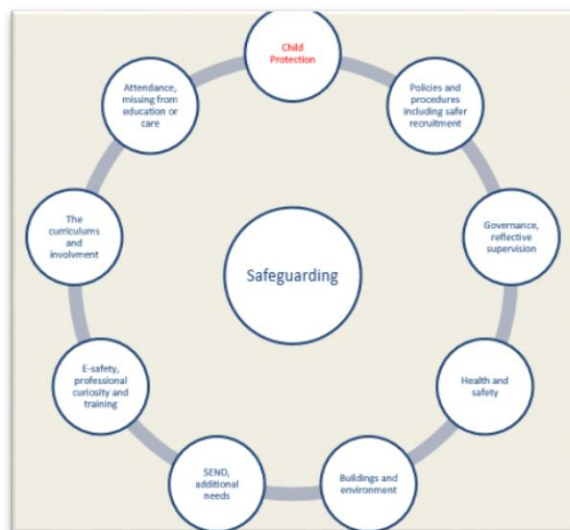 Child
Protection
Policies and
procedures
including safer
recruitment
Governance,
reflective
supervision
Health and
safety
Buildings and
environment
SEND,
additional
needs
E-safety,
professional
curiosity and
training
The
curriculums
and
involvment
Attendance,
missing from
education or
care
Safeguarding